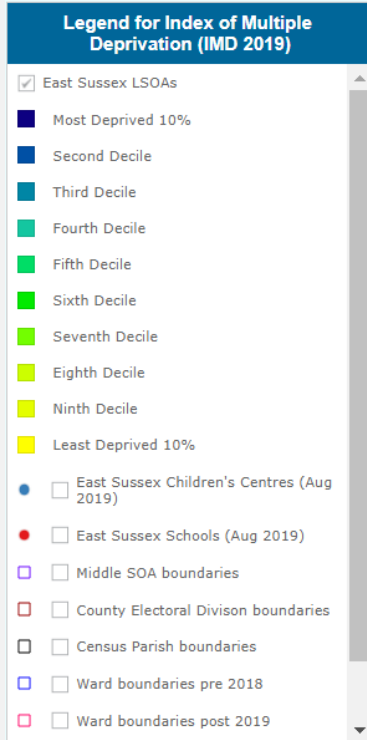 Legend for Index of Multiple
Deprivation (IMD 2019)
East Sussex LSOAs
Most Deprived 10%
Second Decile
Third Decile
Fourth Decile
Fifth Decile
Sixth Decile
Seventh Decile
Eighth Decile
Ninth Decile
Least Deprived 10%
East Sussex Children's Centres (Aug
2019)
East Sussex Schools (Aug 2019)
Middle SOA boundaries
County Electoral Divison boundaries
Census Parish boundaries
Ward boundaries pre 2018
Ward boundaries post 2019